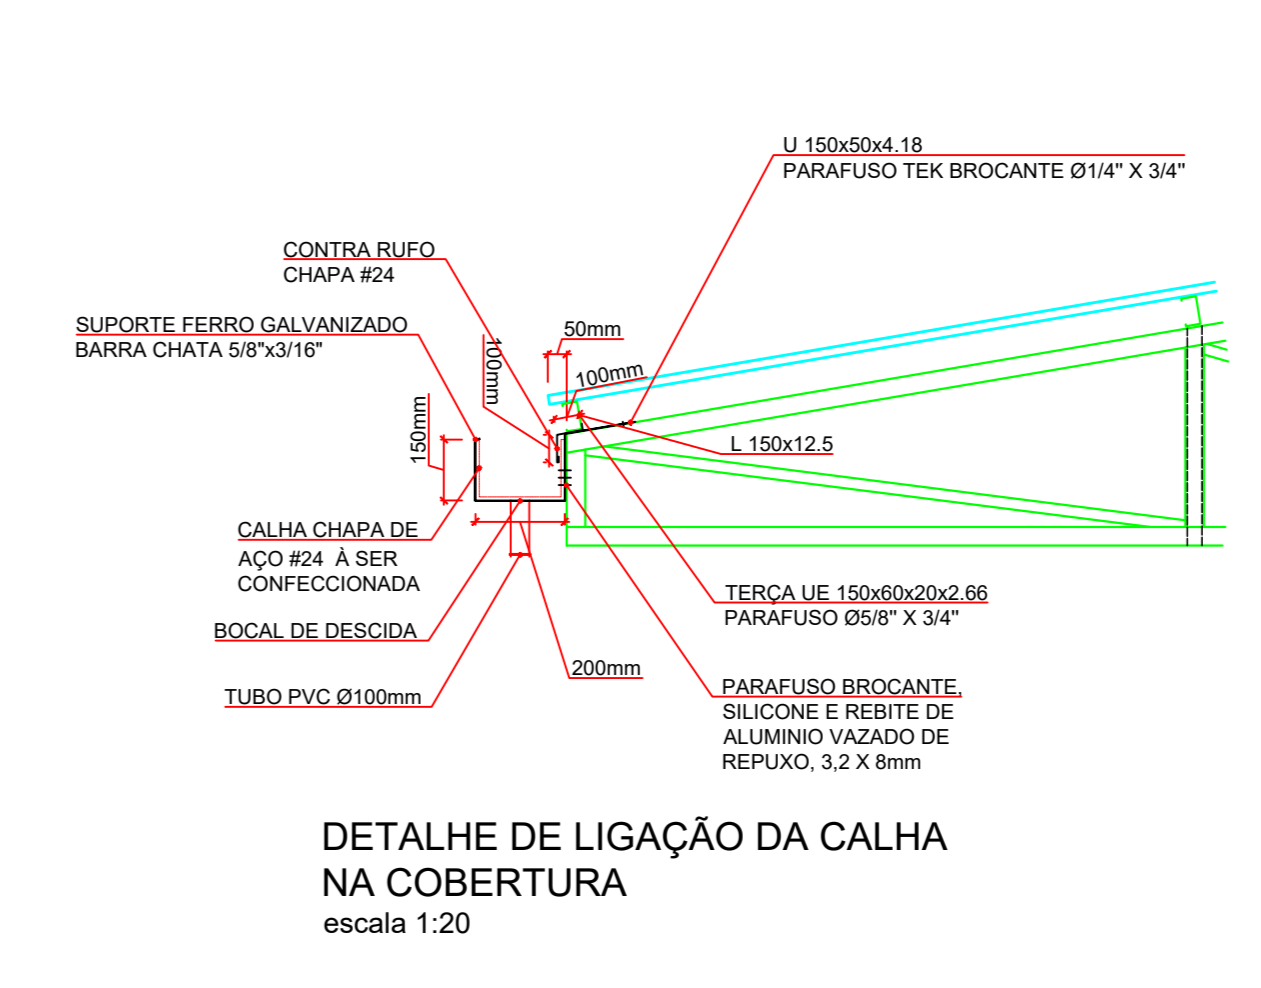 U 150x50x4.18
PARAFUSO TEK BROCANTE Ø1/4" X 3/4"
CONTRA RUFO
CHAPA #24
SUPORTE FERRO GALVANIZADO
BARRA CHATA 5/8"x3/16"
50mm
100mm
100mm
150mm
L 150x12.5
CALHA CHAPA DE
AÇO #24 À SER
CONFECCIONADA
TERÇA UE 150x60x20x2.66
PARAFUSO Ø5/8" X 3/4"
BOCAL DE DESCIDA
200mm
TUBO PVC Ø100mm
PARAFUSO BROCANTE,
SILICONE E REBITE DE
ALUMINIO VAZADO DE
REPUXO, 3,2 X 8mm
DETALHE DE LIGAÇÃO DA CALHA
NA COBERTURA
escala 1:20